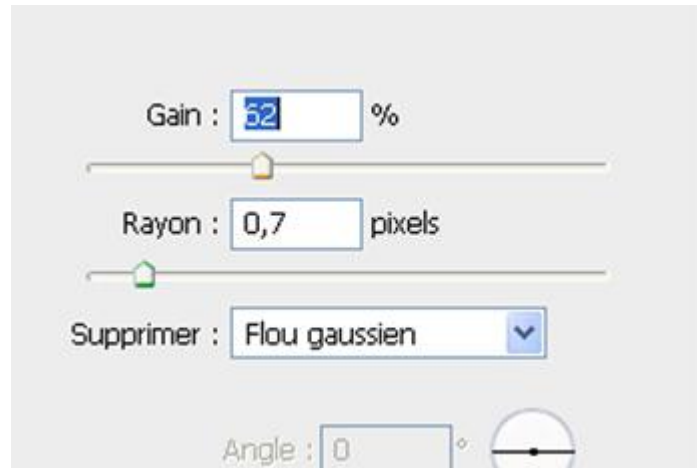 Gain : 62 %
Rayon : 0,7 pixels
Supprimer : Flou gaussien
Angle : 0 °